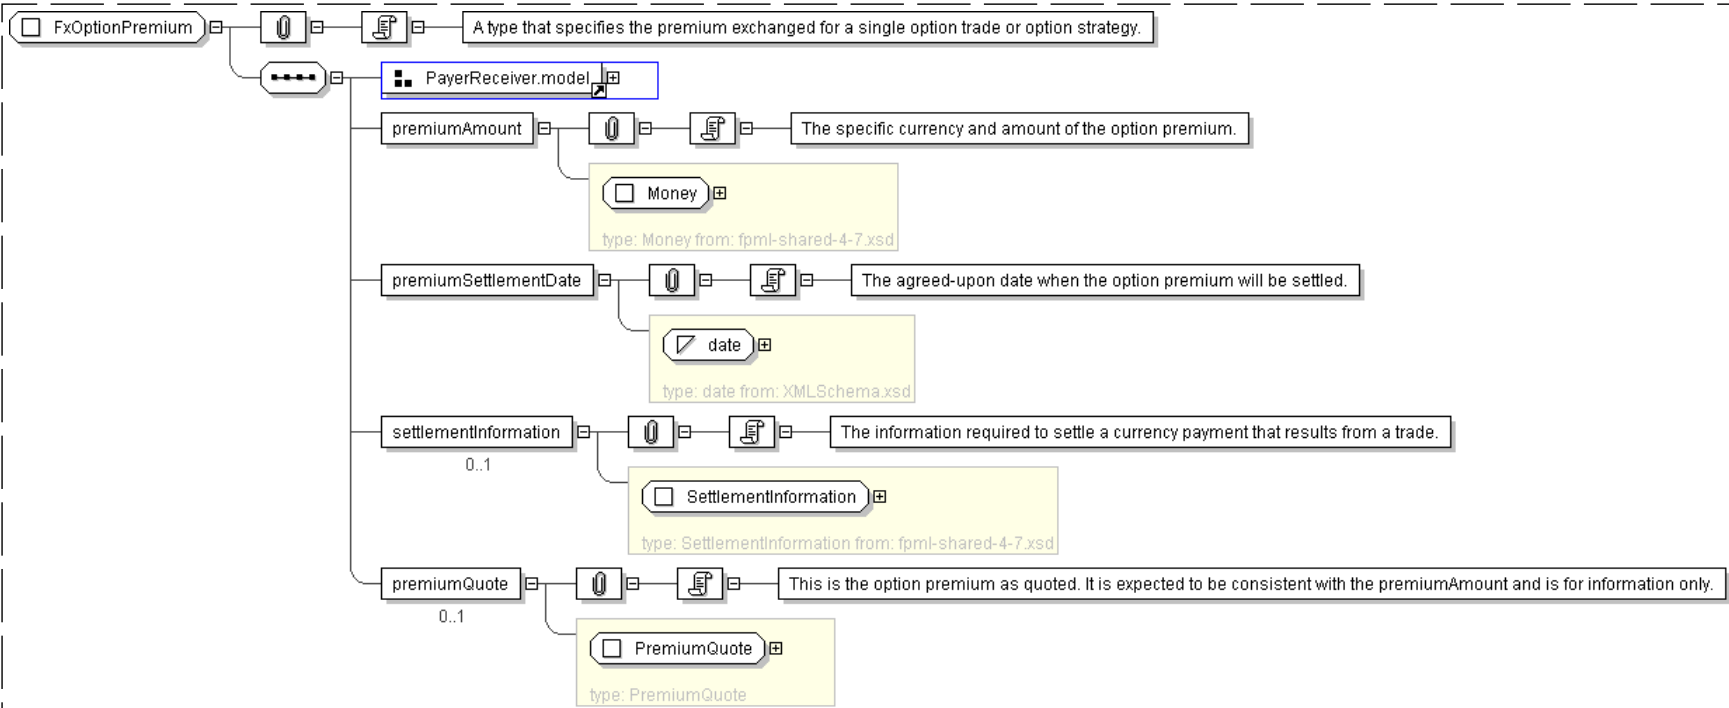 FxOptionPremium
A type that specifies the premium exchanged for a single option trade or option strategy.
PayerReceiver.model
premiumAmount
The specific currency and amount of the option premium.
Money
type: Money from: fpml-shared-4-7.xsd
premiumSettlementDate
The agreed-upon date when the option premium will be settled.
date
type: date from: XMLSchema.xsd
settlementInformation
The information required to settle a currency payment that results from a trade.
0..1
SettlementInformation
type: SettlementInformation from: fpml-shared-4-7.xsd
premiumQuote
This is the option premium as quoted. It is expected to be consistent with the premiumAmount and is for information only.
0..1
PremiumQuote
type: PremiumQuote